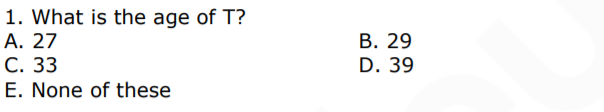 1. What is the age of T?
A. 27 B. 29
C. 33 D. 39
E. None of these